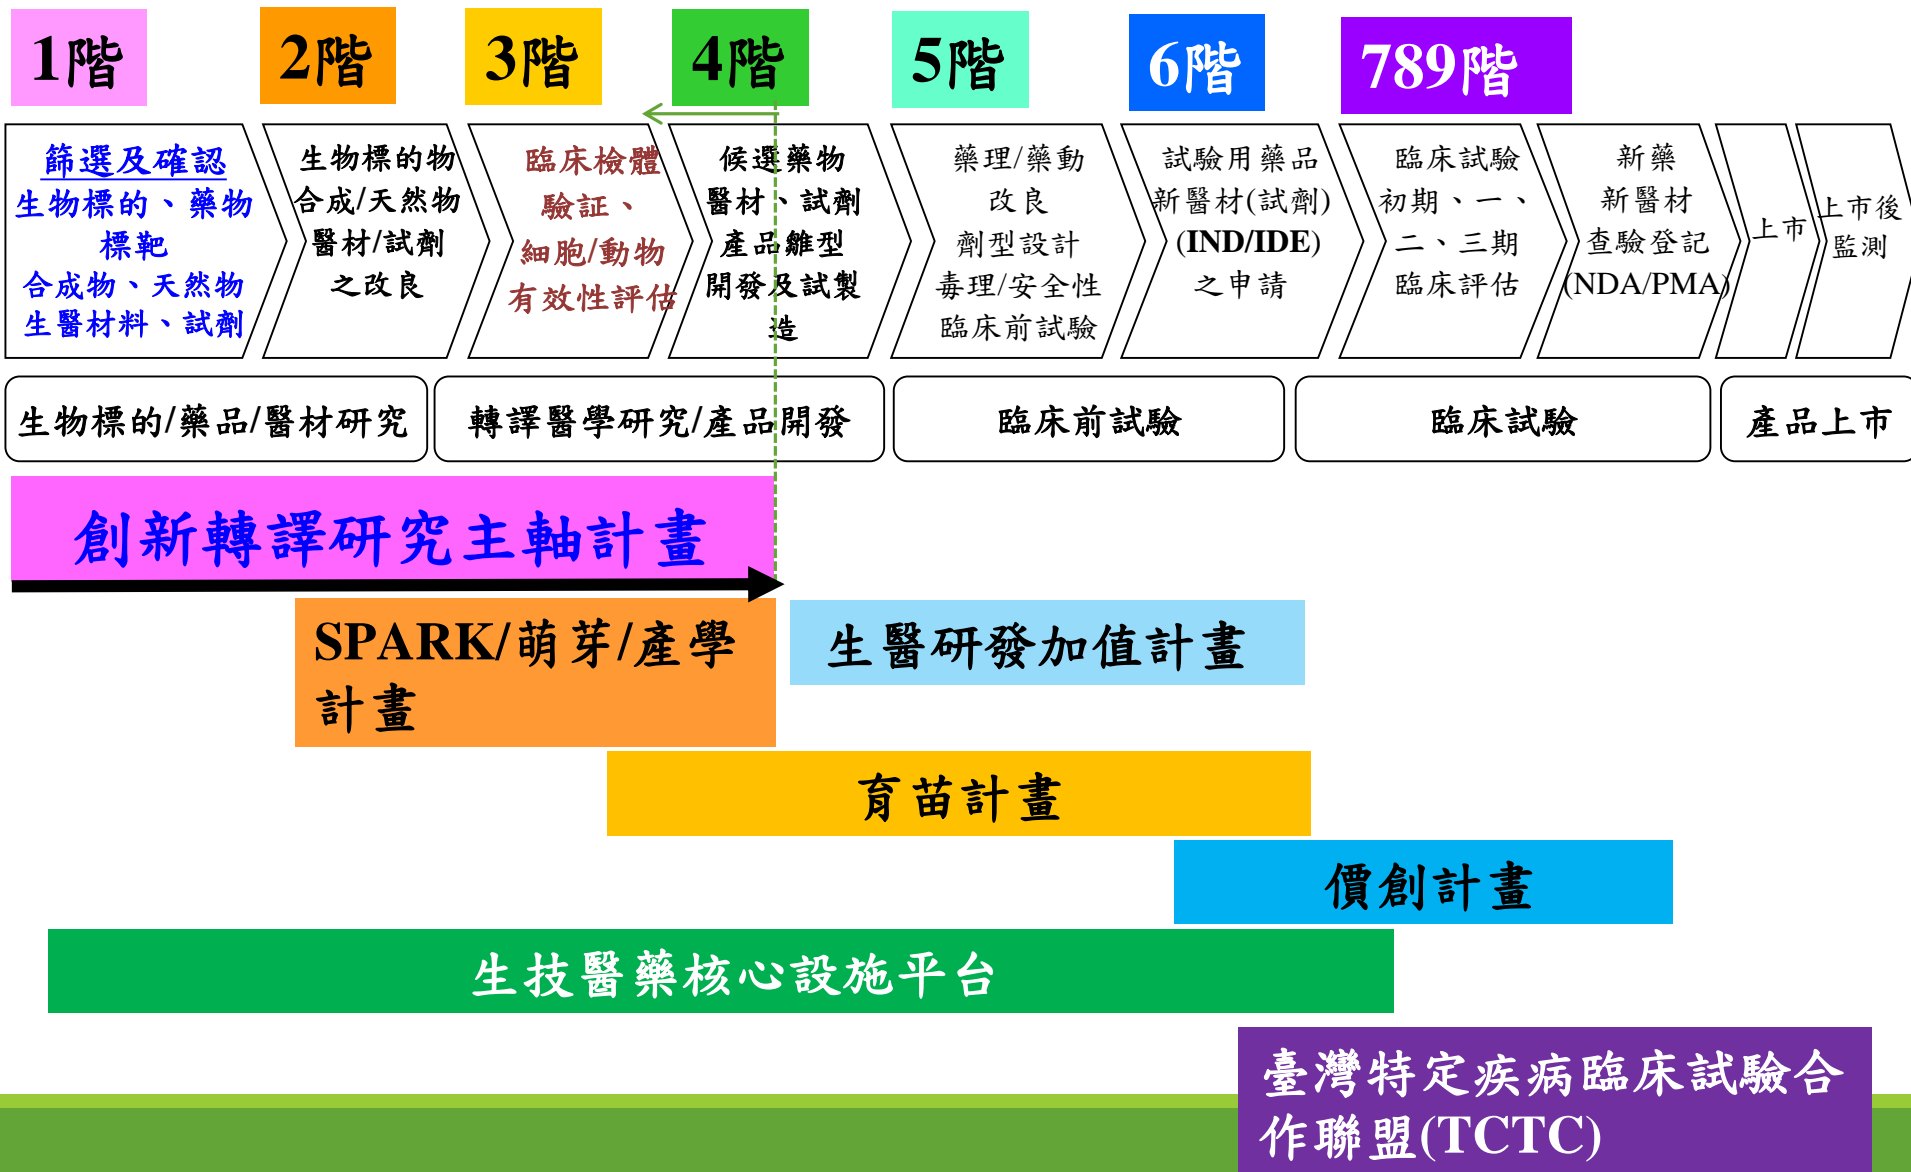 1階
2階
3階
4階
5階
6階
789階
篩選及確認
生物標的、藥物
標靶
合成物、天然物
生醫材料、試劑
生物標的物
合成/天然物
醫材/試劑
之改良
臨床檢體
驗証、
細胞/動物
有效性評估
候選藥物
醫材、試劑
產品雛型
開發及試製
造
藥理/藥動
改良
劑型設計
毒理/安全性
臨床前試驗
試驗用藥品
新醫材(試劑)
(IND/IDE)
之申請
臨床試驗
初期、一、
二、三期
臨床評估
新藥
新醫材
查驗登記
(NDA/PMA)
上市
上市後
監測
生物標的/藥品/醫材研究
轉譯醫學研究/產品開發
臨床前試驗
臨床試驗
產品上市
創新轉譯研究主軸計畫
SPARK/萌芽/產學
計畫
生醫研發加值計畫
育苗計畫
價創計畫
生技醫藥核心設施平台
臺灣特定疾病臨床試驗合
作聯盟(TCTC)